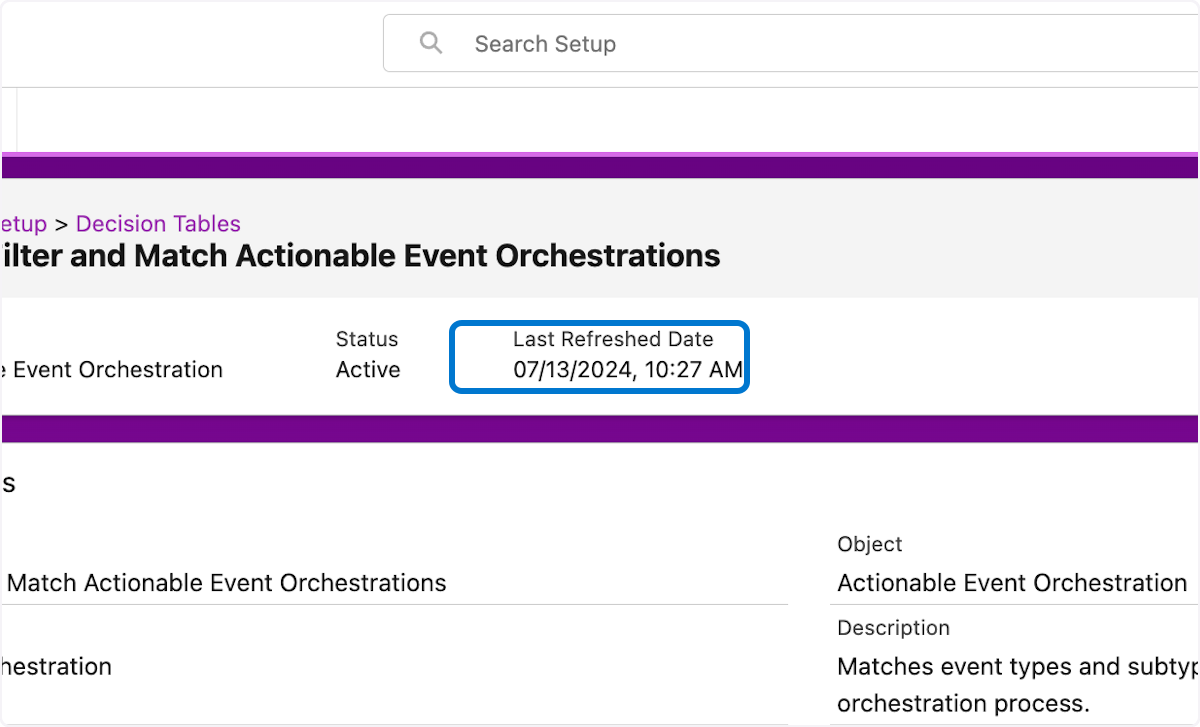 Search Setup
etup > Decision Tables
ilter and Match Actionable Event Orchestrations
Status
Last Refreshed Date
e Event Orchestration
Active
07/13/2024, 10:27 AM
s
Object
Match Actionable Event Orchestrations
Actionable Event Orchestration
Description
hestration
Matches event types and subtyp
orchestration process.